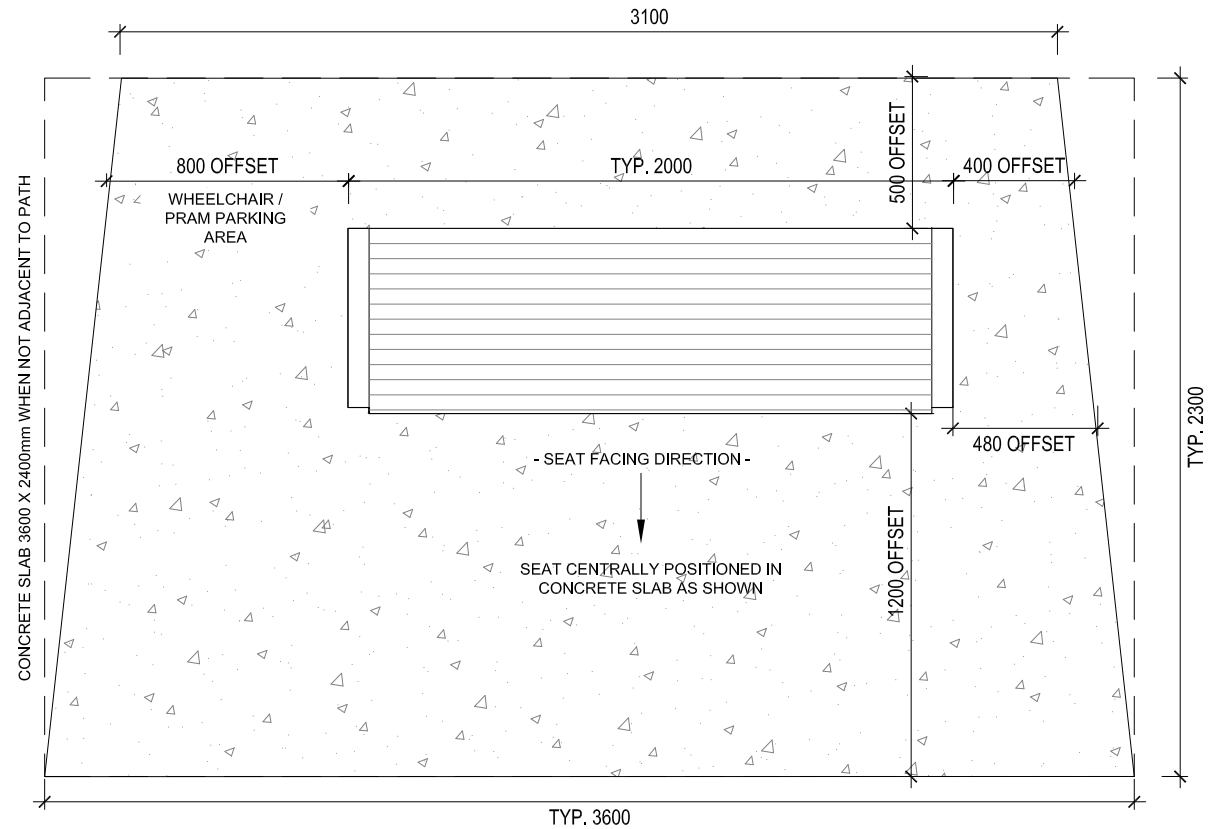 3100
800 OFFSET
TYP. 2000
500 OFFSET
400 OFFSET
WHEELCHAIR /
PRAM PARKING
AREA
CONCRETE SLAB 3600 X 2400mm WHEN NOT ADJACENT TO PATH
TYP. 2300
480 OFFSET
- SEAT FACING DIRECTION -
1200 OFFSET
SEAT CENTRALLY POSITIONED IN
CONCRETE SLAB AS SHOWN
TYP. 3600